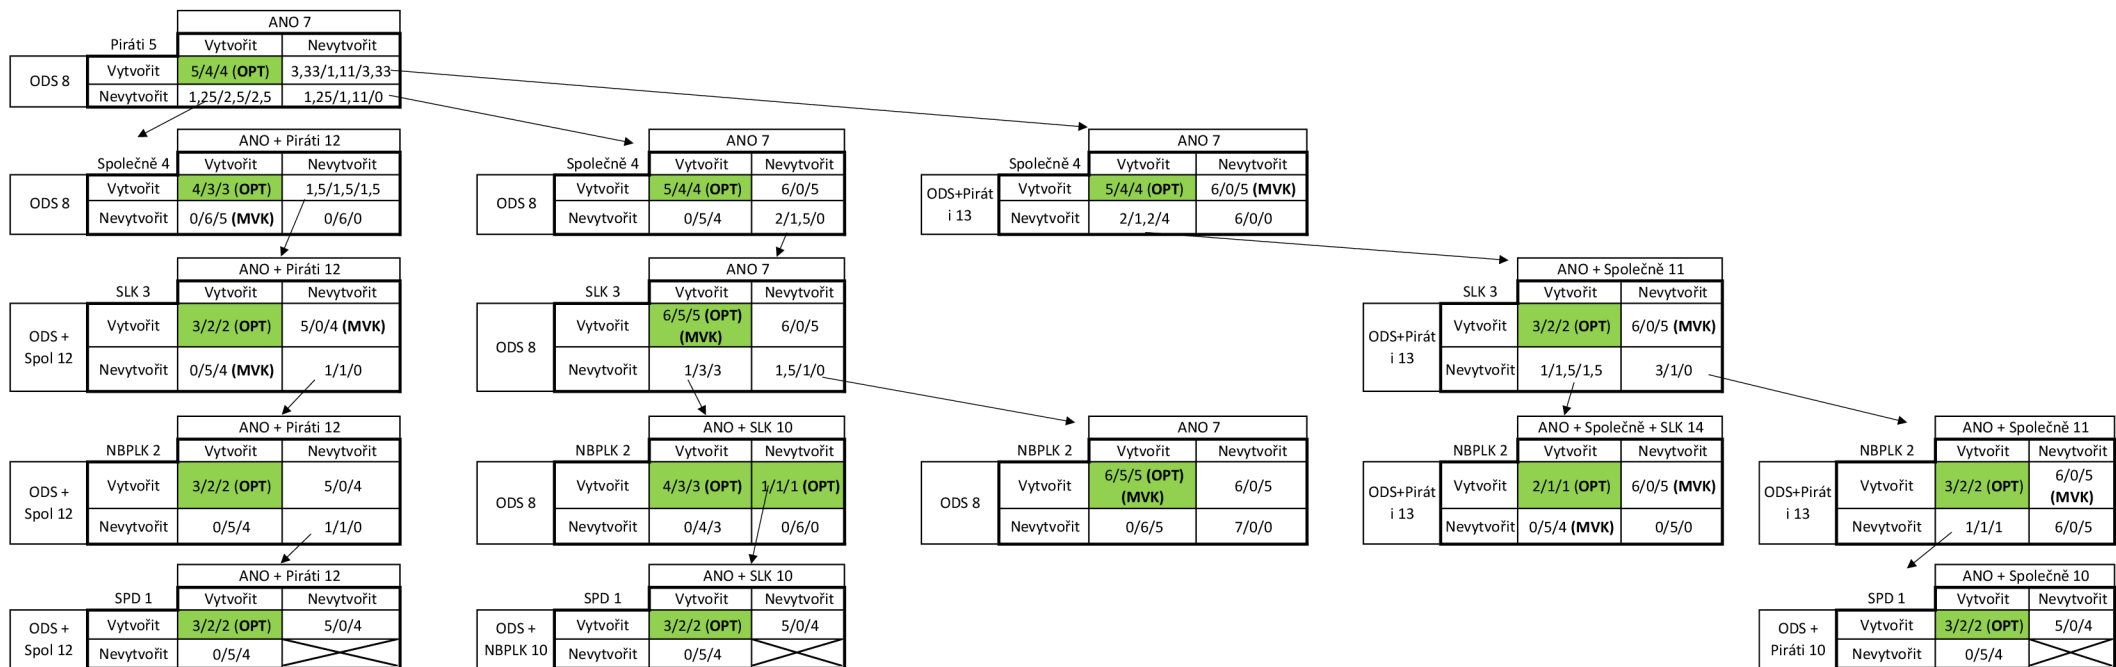 ANO 7
Piráti 5 Vytvořit Nevytvořit
ODS 8 Vytvořit 5/4/4 (OPT) 3,33/1,11/3,33
Nevytvořit 1,25/2,5/2,5 1,25/1,11/0
ANO + Piráti 12 ANO 7 ANO 7
Společně 4 Vytvořit Nevytvořit Společně 4 Vytvořit Nevytvořit Společně 4 Vytvořit Nevytvořit
ODS 8 Vytvořit 4/3/3 (OPT) 1,5/1,5/1,5 ODS 8 Vytvořit 5/4/4 (OPT) 6/0/5 ODS+Pirát Vytvořit 5/4/4 (OPT) 6/0/5 (MVK)
Nevytvořit 0/6/5 (MVK) 0/6/0 Nevytvořit 0/5/4 2/1,5/0 i 13 Nevytvořit 2/1,2/4 6/0/0
ANO + Piráti 12 ANO 7 ANO + Společně 11
SLK 3 Vytvořit Nevytvořit SLK 3 Vytvořit Nevytvořit SLK 3 Vytvořit Nevytvořit
ODS + Vytvořit 3/2/2 (OPT) 5/0/4 (MVK) ODS 8 Vytvořit 6/5/5 (OPT) 6/0/5 ODS+Pirát Vytvořit 3/2/2 (OPT) 6/0/5 (MVK)
(MVK)
Spol 12 Nevytvořit 0/5/4 (MVK) 1/1/0 Nevytvořit 1/3/3 1,5/1/0 i 13 Nevytvořit 1/1,5/1,5 3/1/0
ANO + Piráti 12 ANO + SLK 10 ANO 7 ANO + Společně + SLK 14 ANO + Společně 11
NBPLK 2 Vytvořit Nevytvořit NBPLK 2 Vytvořit Nevytvořit NBPLK 2 Vytvořit Nevytvořit NBPLK 2 Vytvořit Nevytvořit NBPLK 2 Vytvořit Nevytvořit
ODS + Vytvořit 3/2/2 (OPT) 5/0/4 ODS 8 Vytvořit 4/3/3 (OPT) 1/1/1 (OPT) ODS 8 Vytvořit 6/5/5 (OPT) 6/0/5 ODS+Pirát Vytvořit 2/1/1 (OPT) 6/0/5 (MVK) ODS+Pirát Vytvořit 3/2/2 (OPT) 6/0/5
(MVK) (MVK)
Spol 12 Nevytvořit 0/5/4 1/1/0 Nevytvořit 0/4/3 0/6/0 Nevytvořit 0/6/5 7/0/0 i 13 Nevytvořit 0/5/4 (MVK) 0/5/0 i 13 Nevytvořit 1/1/1 6/0/5
ANO + Piráti 12 ANO + SLK 10 ANO + Společně 10
SPD 1 Vytvořit Nevytvořit SPD 1 Vytvořit Nevytvořit SPD 1 Vytvořit Nevytvořit
ODS + Vytvořit 3/2/2 (OPT) 5/0/4 ODS + Vytvořit 3/2/2 (OPT) 5/0/4 ODS + Vytvořit 3/2/2 (OPT) 5/0/4
Spol 12 Nevytvořit 0/5/4 NBPLK 10 Nevytvořit 0/5/4 Piráti 10 Nevytvořit 0/5/4